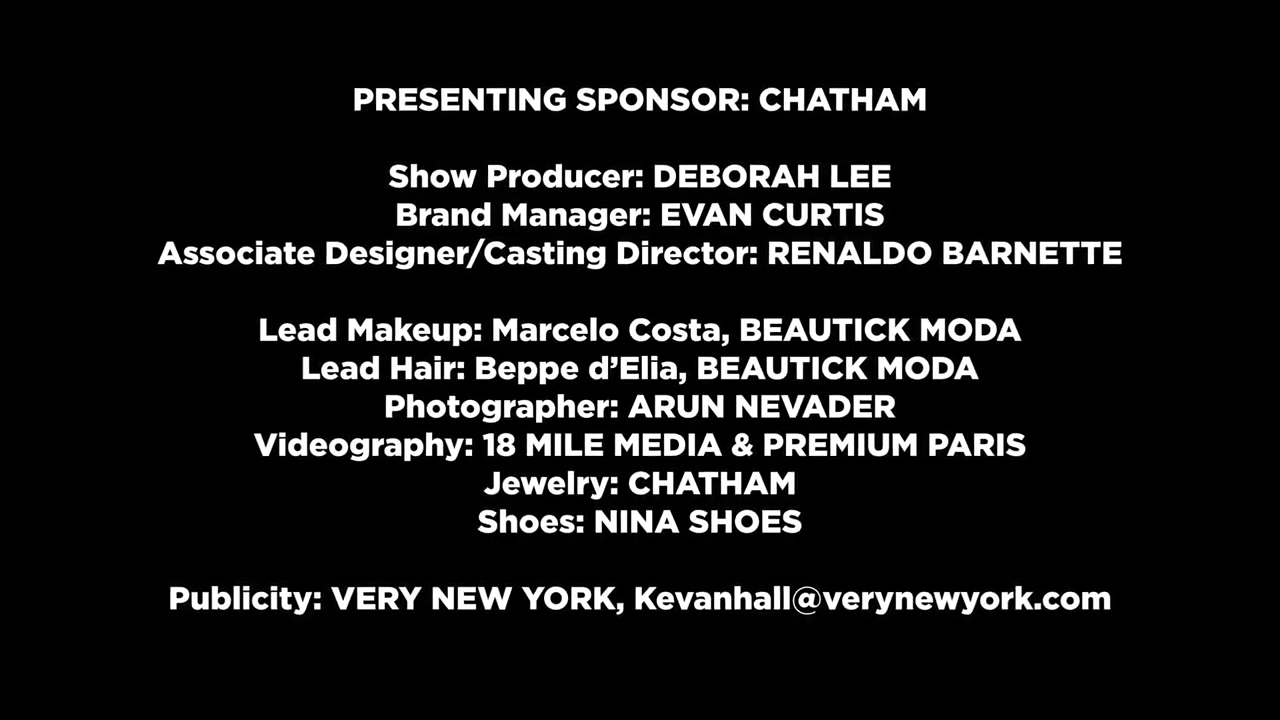 PRESENTING SPONSOR: CHATHAM
Show Producer: DEBORAH LEE
Brand Manager: EVAN CURTIS
Associate Designer/Casting Director: RENALDO BARNETTE
Lead Makeup: Marcelo Costa, BEAUTICK MODA
Lead Hair: Beppe d’Elia, BEAUTICK MODA
Photographer: ARUN NEVADER
Videography: 18 MILE MEDIA & PREMIUM PARIS
Jewelry: CHATHAM
Shoes: NINA SHOES
Publicity: VERY NEW YORK, Kevanhall@verynewyork.com